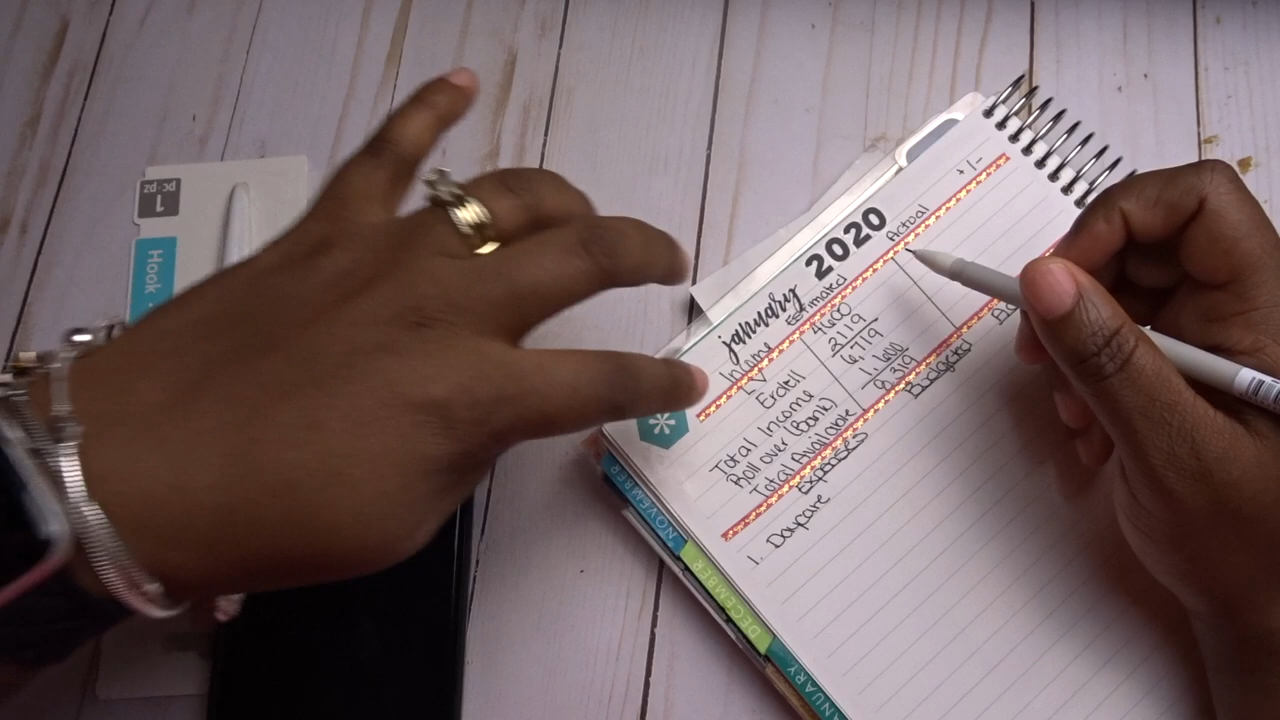 january 2020
Income Estimated Actual +/-
4600
Erdell 2119
Total Income 6,719
Roll over (Bank) 1,600
Total Available 8,319
Expenses Budgeted
1. Daycare
NOVEMBER
DECEMBER
JANUARY
1
pc·pz
Hook